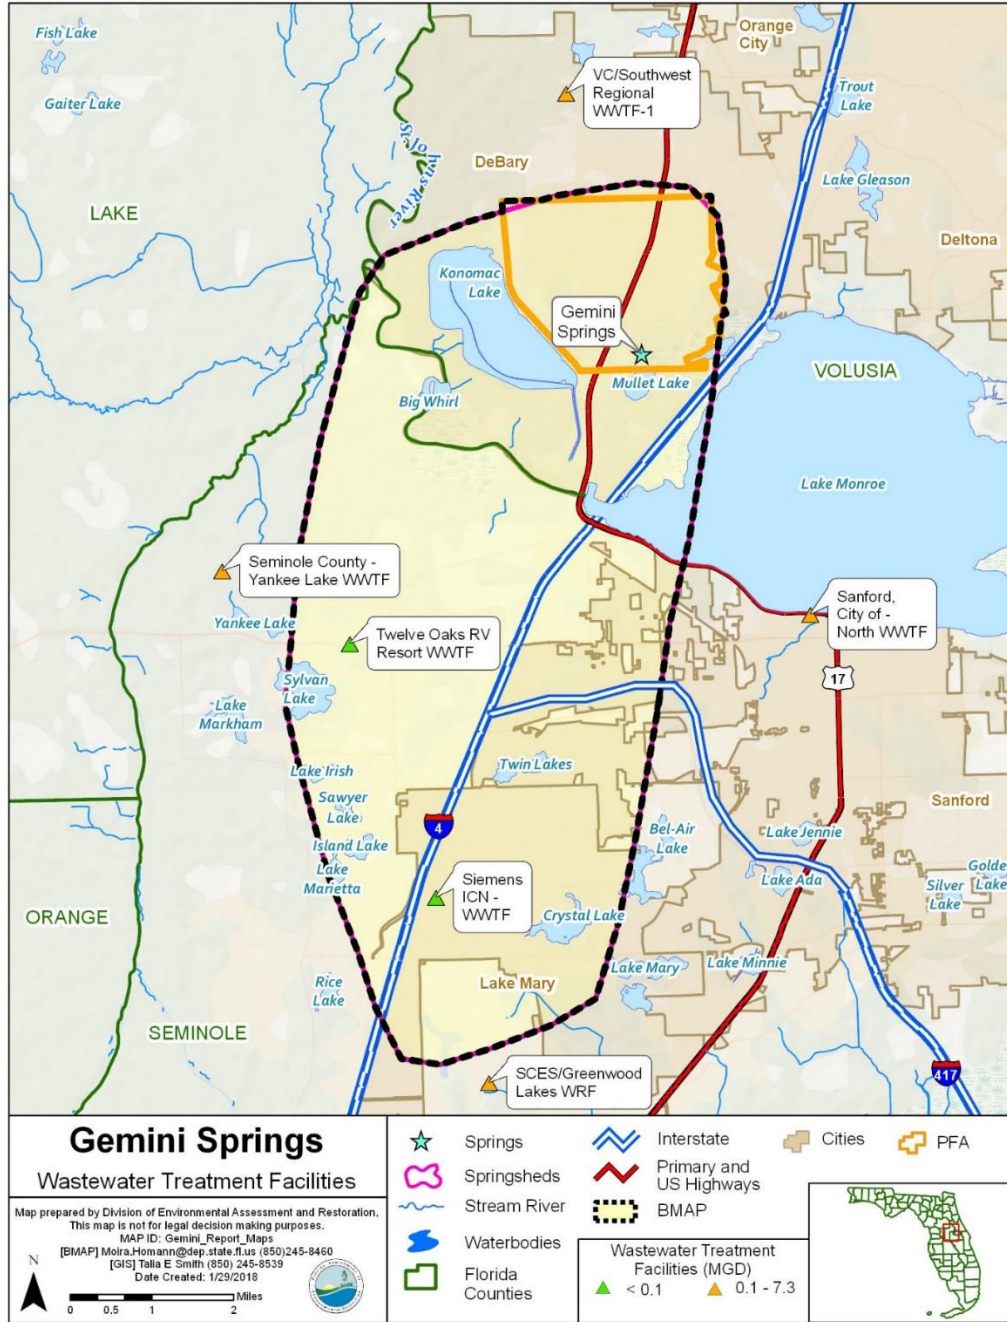 Fish Lake
Gaiter Lake
Orange
City
VC/Southwest
Regional
WWTF-1
Trout
Lake
DeBary
Lake Gleason
LAKE
Deltona
Konomac
Lake
Gemini
Springs
Mullet Lake
VOLUSIA
Big Whirl
Lake Monroe
Seminole County -
Yankee Lake WWTF
Sanford,
City of -
North WWTF
Yankee Lake
Twelve Oaks RV
Resort WWTF
17
Sylvan
Lake
Lake
Markham
Lake Irish
Twin Lakes
Sawyer
Lake
Sanford
4
Bel-Air
Lake
Lake Jennie
Island Lake
Lake
Marietta
Siemens
ICN -
WWTF
Lake Ada
Silver
Lake
Golde
Lake
ORANGE
Crystal Lake
Rice
Lake
Lake Mary
Lake Mary
Lake Minnie
SEMINOLE
SCES/Greenwood
Lakes WRF
417
Gemini Springs
Wastewater Treatment Facilities
Map prepared by Division of Environmental Assessment and Restoration.
This map is not for legal decision making purposes.
MAP ID: Gemini_Report_Maps
[BMAP] Moira.Homann@dep.state.fl.us (850)245-8460
[GIS] Talia E Smith (850) 245-8539
Date Created: 1/29/2018
N
Miles
0 0.5 1 2
Springs
Springsheds
Stream River
Waterbodies
Florida
Counties
Interstate
Primary and
US Highways
BMAP
Cities
PFA
Wastewater Treatment
Facilities (MGD)
< 0.1
0.1 - 7.3